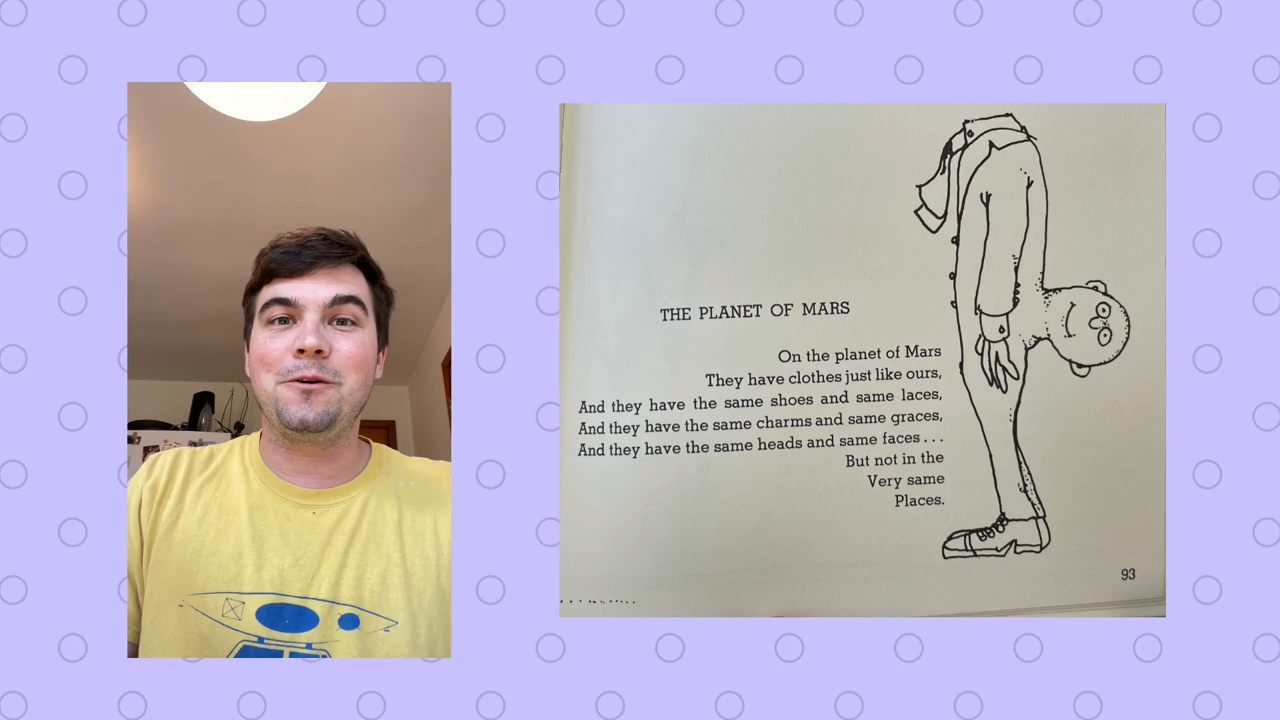 THE PLANET OF MARS
On the planet of Mars
They have clothes just like ours,
And they have the same shoes and same laces,
And they have the same charms and same graces,
And they have the same heads and same faces . . .
But not in the
Very same
Places.
93